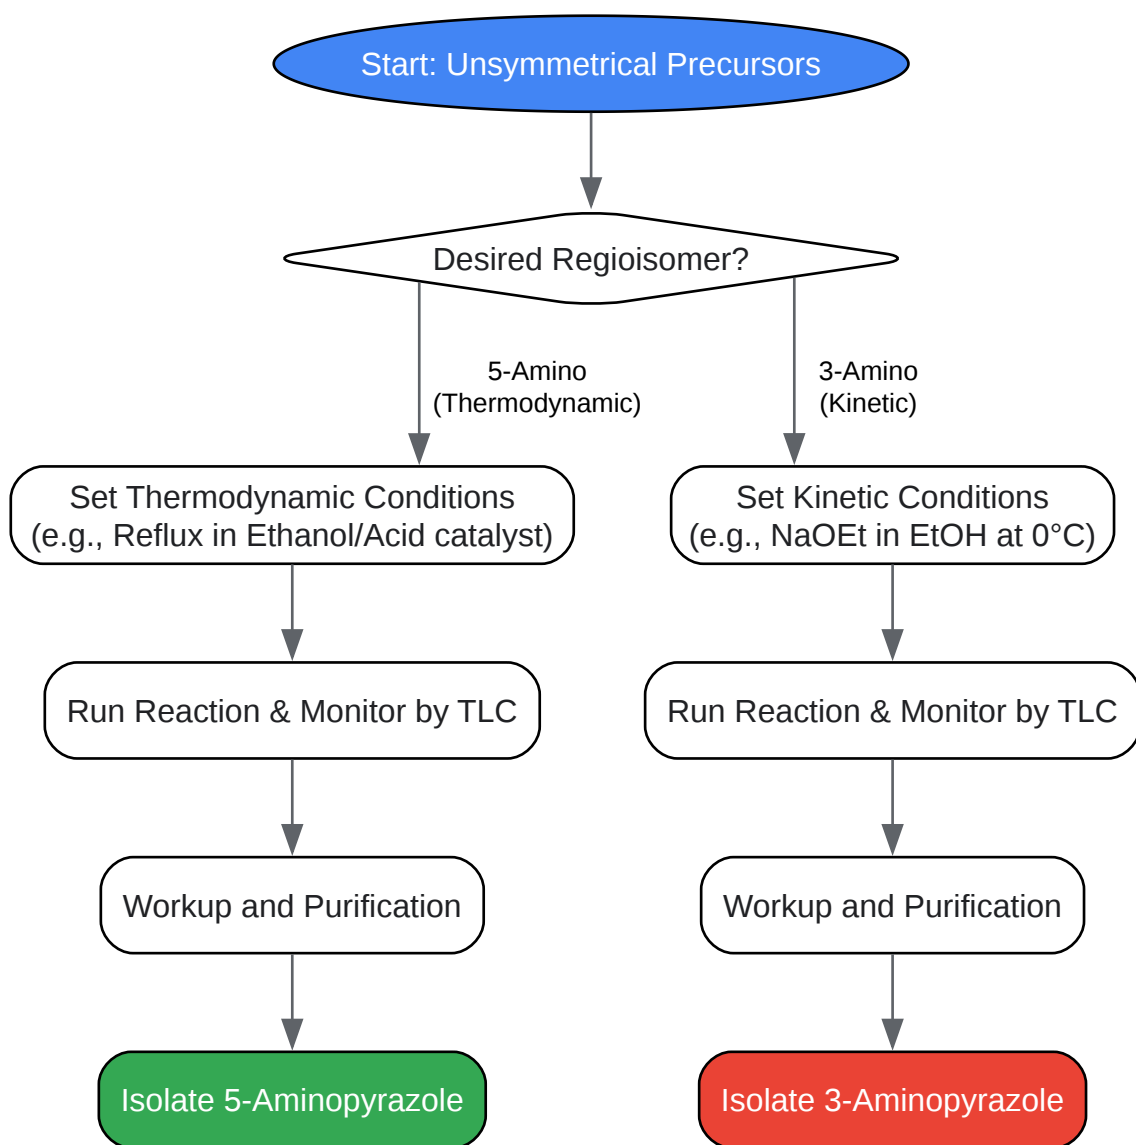 Start: Unsymmetrical Precursors
Desired Regioisomer?
5-Amino
(Thermodynamic)
3-Amino
(Kinetic)
Set Thermodynamic Conditions
(e.g., Reflux in Ethanol/Acid catalyst)
Set Kinetic Conditions
(e.g., NaOEt in EtOH at 0°C)
Run Reaction & Monitor by TLC
Run Reaction & Monitor by TLC
Workup and Purification
Workup and Purification
Isolate 5-Aminopyrazole
Isolate 3-Aminopyrazole